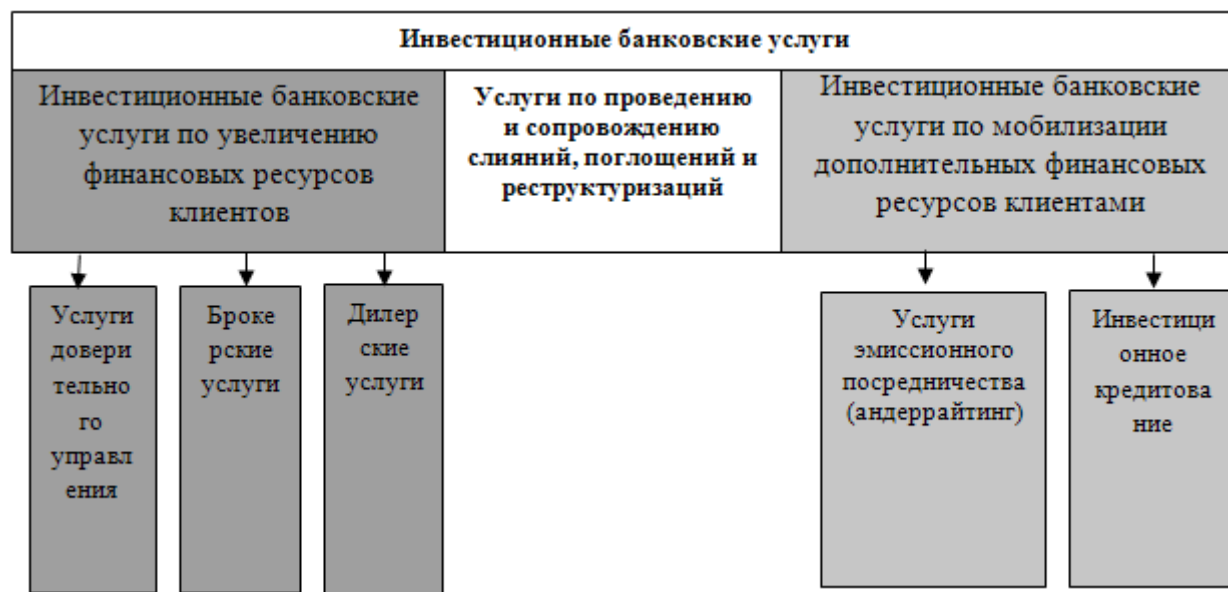 Инвестиционные банковские услуги
Инвестиционные банковские
услуги по увеличению
финансовых ресурсов
клиентов
Услуги по проведению
и сопровождению
слияний, поглощений и
реструктуризаций
Инвестиционные банковские
услуги по мобилизации
дополнительных финансовых
ресурсов клиентами
Услуги
довери
тельно
го
управл
ения
Броке
рские
услуги
Дилер
ские
услуги
Услуги
эмиссионного
посредничества
(андеррайтинг)
Инвестици
онное
кредитова
ние